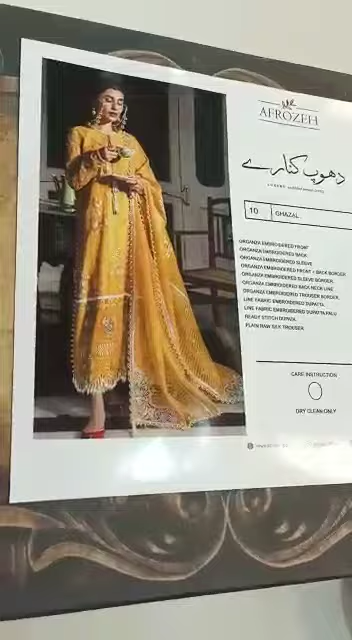 AFROZEH
دھوپ کنارے
10 GHAZAL
ORGANZA EMBROIDERED FRONT
ORGANZA EMBROIDERED BACK
ORGANZA EMBROIDERED SLEEVE
ORGANZA EMBROIDERED FRONT + BACK BORDER
ORGANZA EMBROIDERED SLEEVE BORDER,
ORGANZA EMBROIDERED BACK NECK LINE
ORGANZA EMBROIDERED TROUSER BORDER,
LINE FABRIC EMBROIDERED DUPATTA
LINE FABRIC EMBROIDERED DUPATTA PALU
READY STITCH DUPATA,
PLAIN RAW SILK TROUSER
CARE INSTRUCTION
DRY CLEAN ONLY